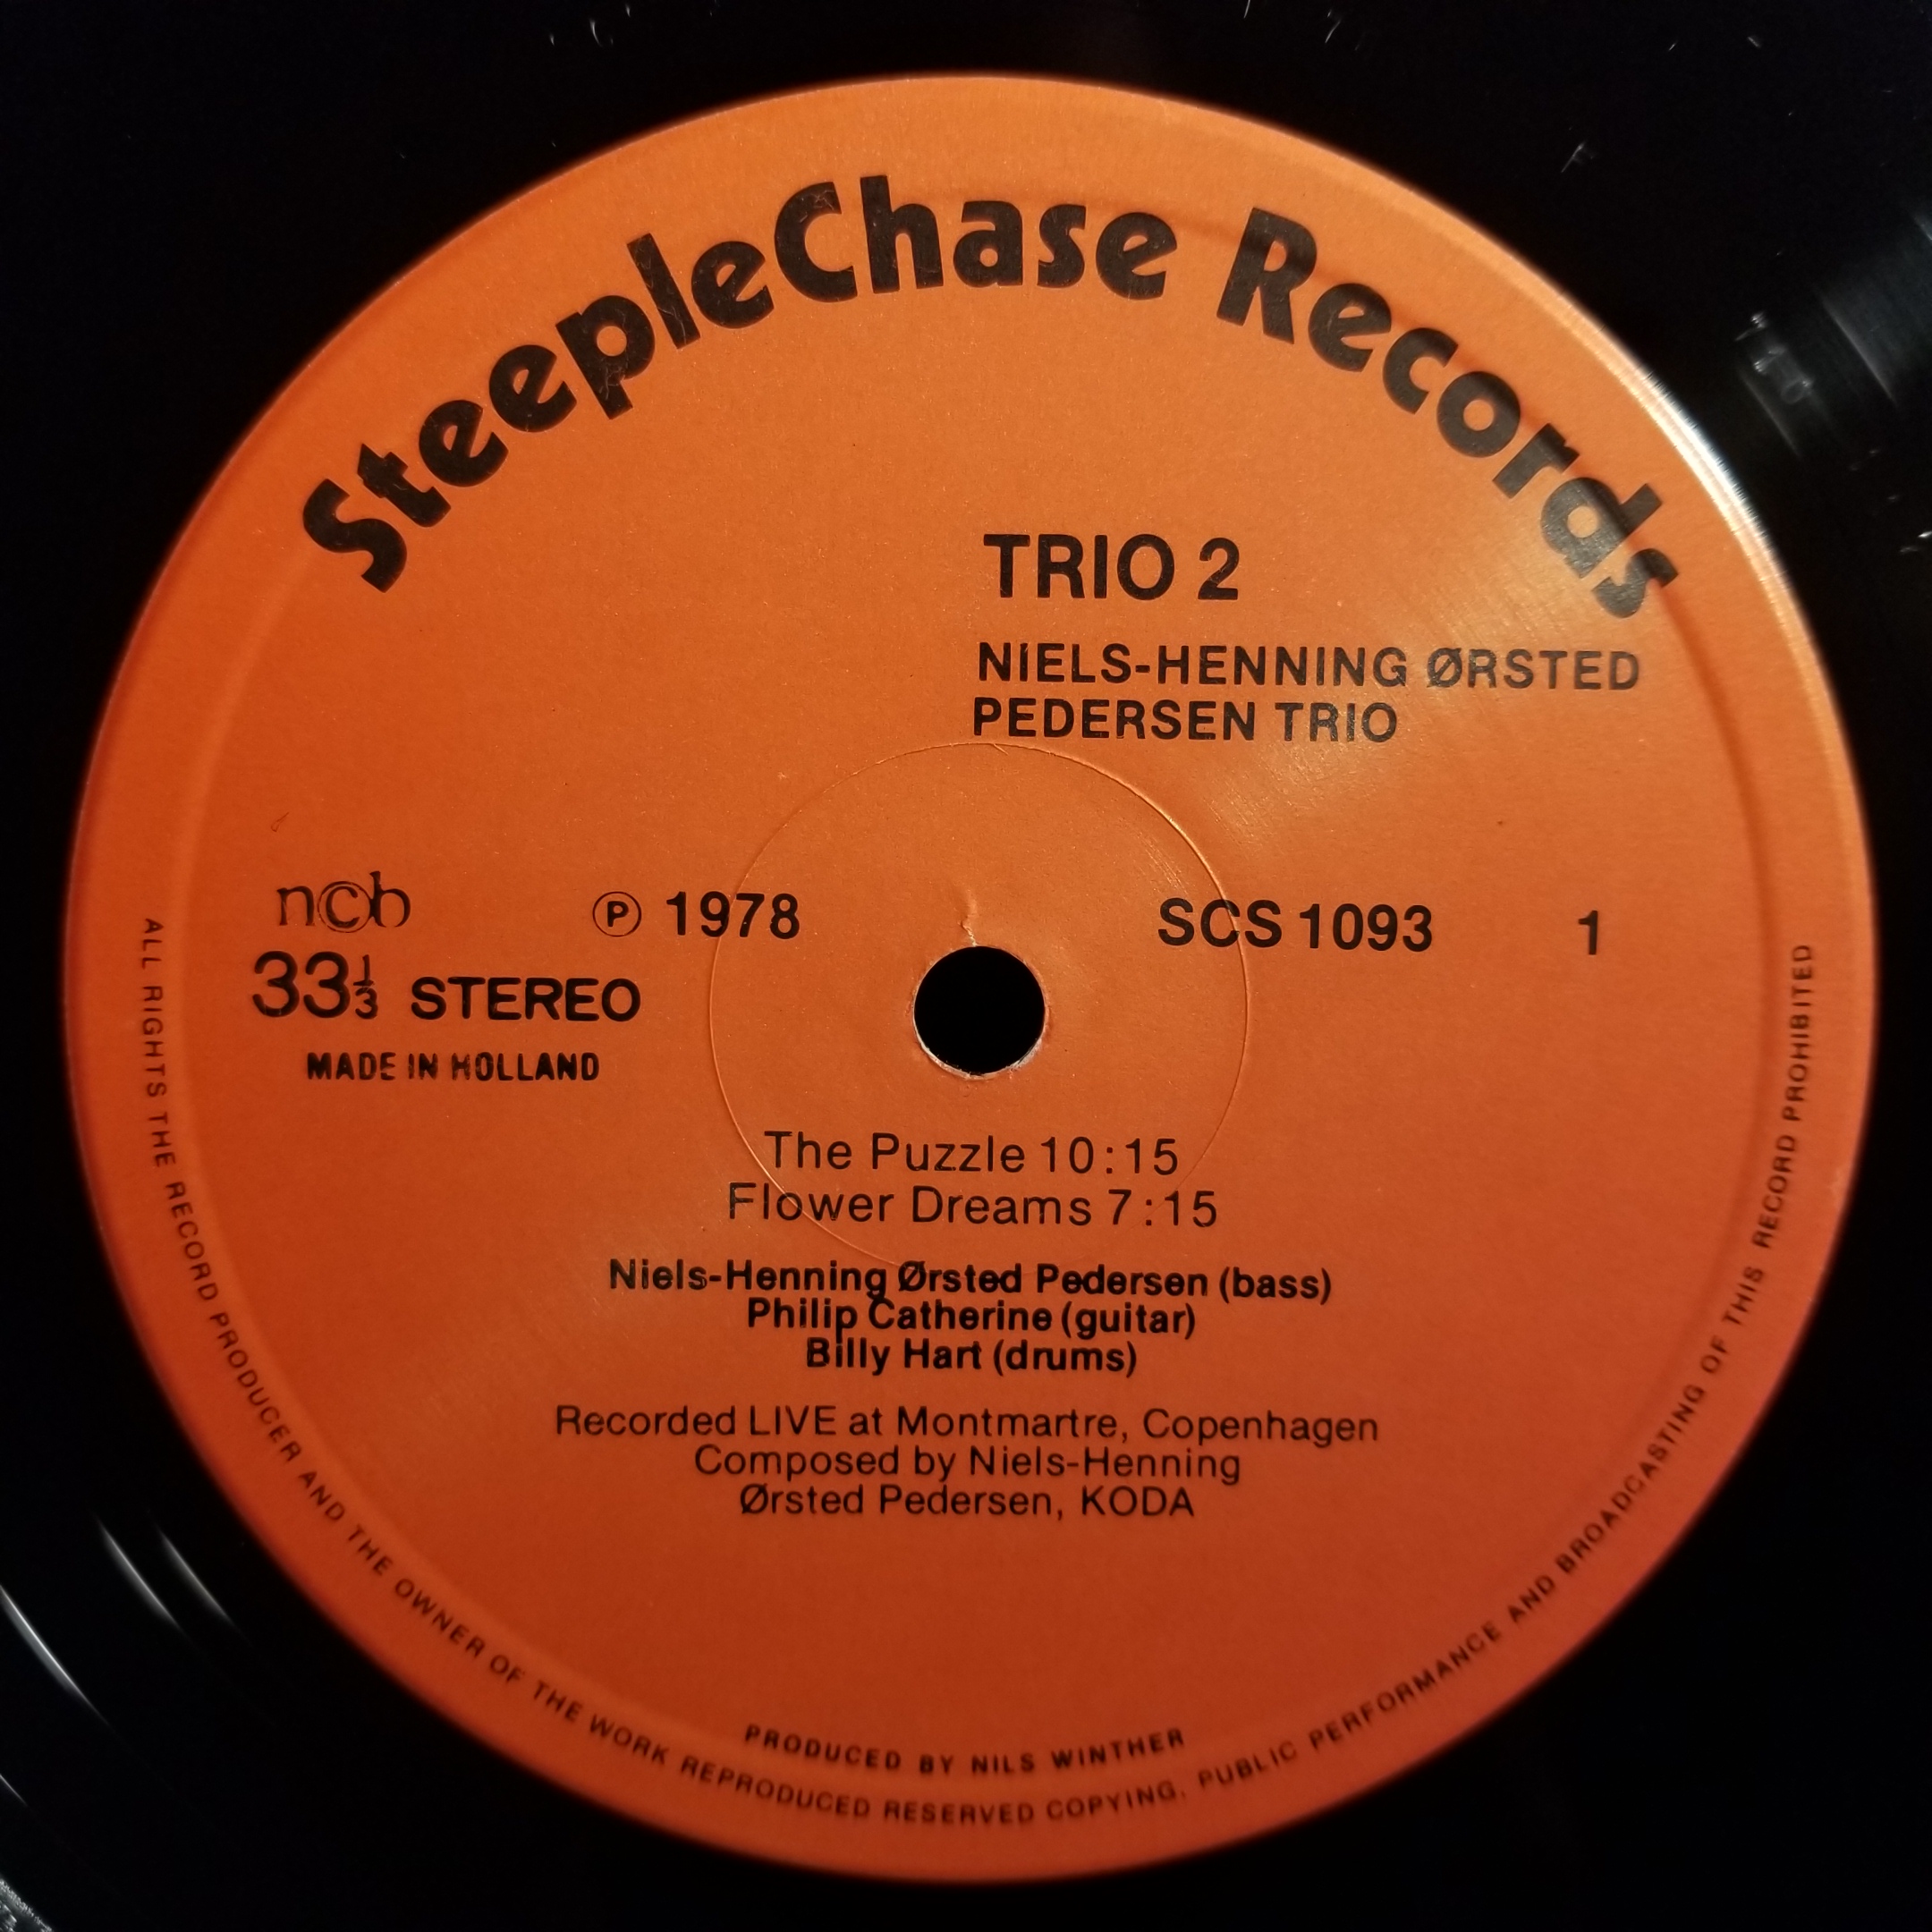 SteepleChase Records
TRIO 2
NIELS-HENNING ØRSTED
PEDERSEN TRIO
n©b
℗ 1978
SCS 1093
1
33⅓ STEREO
MADE IN HOLLAND
The Puzzle 10:15
Flower Dreams 7:15
Niels-Henning Ørsted Pedersen (bass)
Philip Catherine (guitar)
Billy Hart (drums)
Recorded LIVE at Montmartre, Copenhagen
Composed by Niels-Henning
Ørsted Pedersen, KODA
PRODUCED BY NILS WINTHER
ALL RIGHTS THE RECORD PRODUCER AND THE OWNER OF THE WORK REPRODUCED RESERVED COPYING, PUBLIC PERFORMANCE AND BROADCASTING OF THIS RECORD PROHIBITED